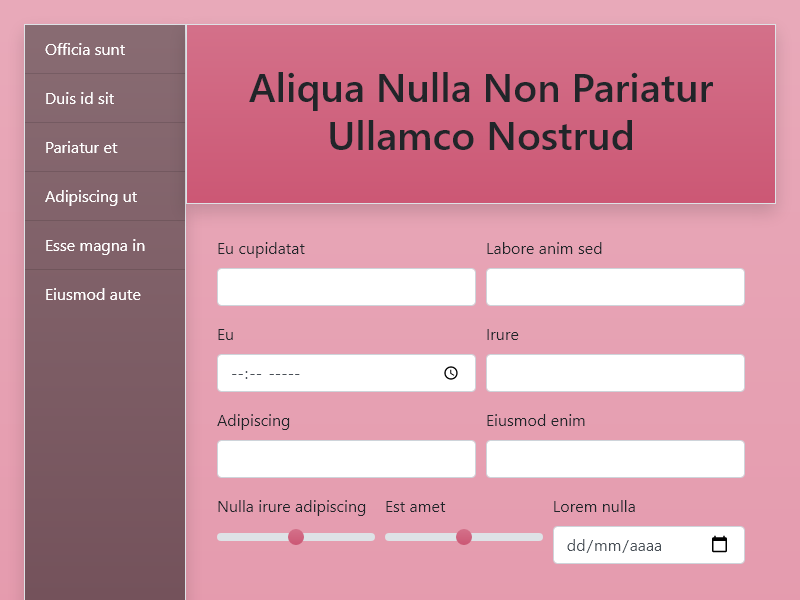 Officia sunt
Duis id sit
Pariatur et
Adipiscing ut
Esse magna in
Eiusmod aute
Aliqua Nulla Non Pariatur
Ullamco Nostrud
Eu cupidatat
Labore anim sed
Eu
Irure
--:-- -----
Adipiscing
Eiusmod enim
Nulla irure adipiscing
Est amet
Lorem nulla
dd/mm/aaaa